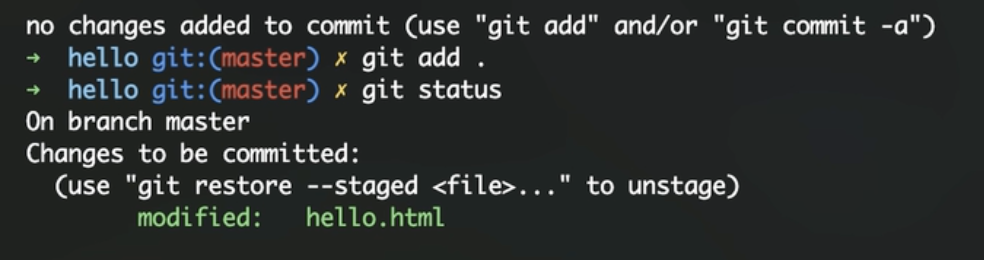 no changes added to commit (use "git add" and/or "git commit -a")
➜  hello git:(master) ✗ git add .
➜  hello git:(master) ✗ git status
On branch master
Changes to be committed:
  (use "git restore --staged <file>..." to unstage)
        modified:   hello.html